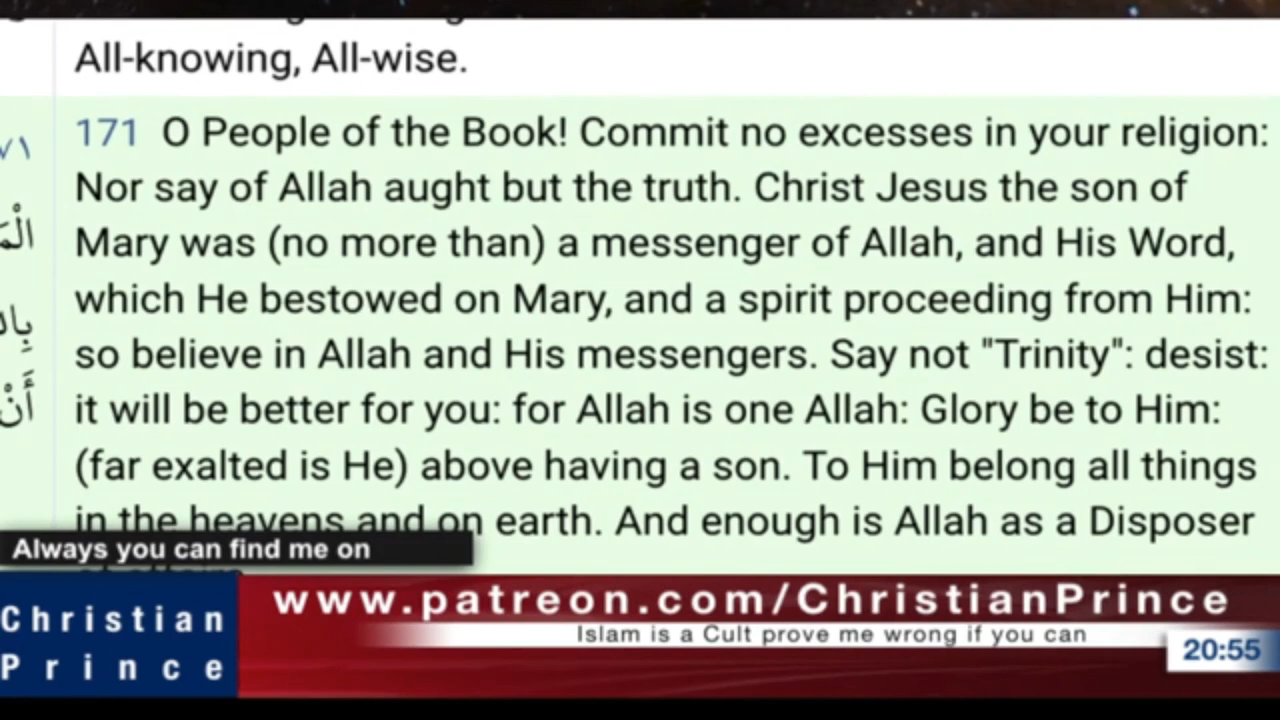 All-knowing, All-wise.
171 O People of the Book! Commit no excesses in your religion:
Nor say of Allah aught but the truth. Christ Jesus the son of
Mary was (no more than) a messenger of Allah, and His Word,
which He bestowed on Mary, and a spirit proceeding from Him:
so believe in Allah and His messengers. Say not "Trinity": desist:
it will be better for you: for Allah is one Allah: Glory be to Him:
(far exalted is He) above having a son. To Him belong all things
in the heavens and on earth. And enough is Allah as a Disposer
Always you can find me on
Christian
Prince
www.patreon.com/ChristianPrince
Islam is a Cult prove me wrong if you can
20:55